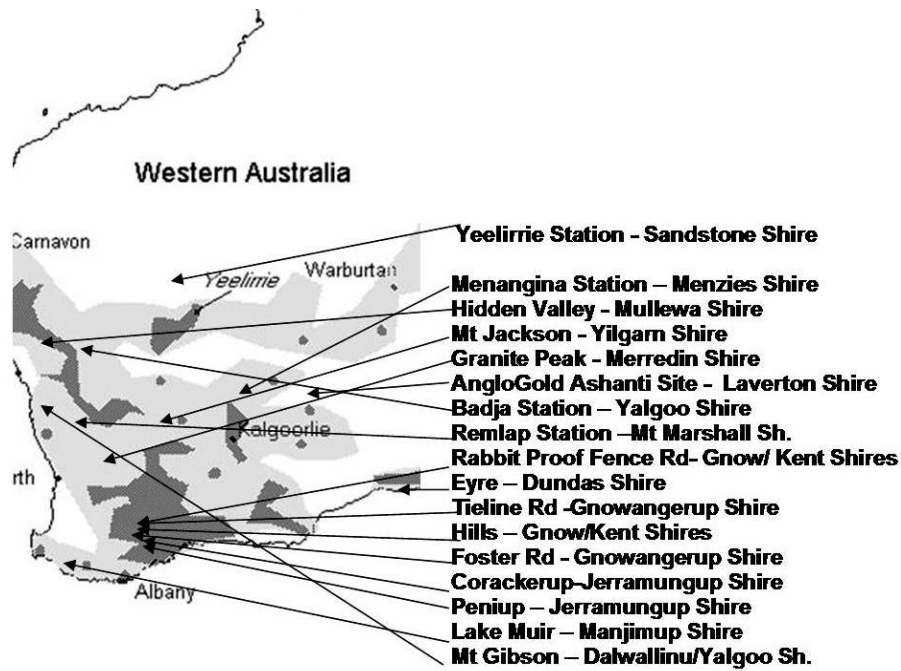 Western Australia
Carnavon
Yeelirrie
Warburtan
Kalgoorlie
rth
Albany
Yeelirrie Station - Sandstone Shire
Menangina Station – Menzies Shire
Hidden Valley - Mullewa Shire
Mt Jackson - Yilgarn Shire
Granite Peak - Merredin Shire
AngloGold Ashanti Site - Laverton Shire
Badja Station – Yalgoo Shire
Remlap Station –Mt Marshall Sh.
Rabbit Proof Fence Rd- Gnow/ Kent Shires
Eyre – Dundas Shire
Tieline Rd -Gnowangerup Shire
Hills – Gnow/Kent Shires
Foster Rd - Gnowangerup Shire
Corackerup-Jerramungup Shire
Peniup – Jerramungup Shire
Lake Muir – Manjimup Shire
Mt Gibson – Dalwallinu/Yalgoo Sh.